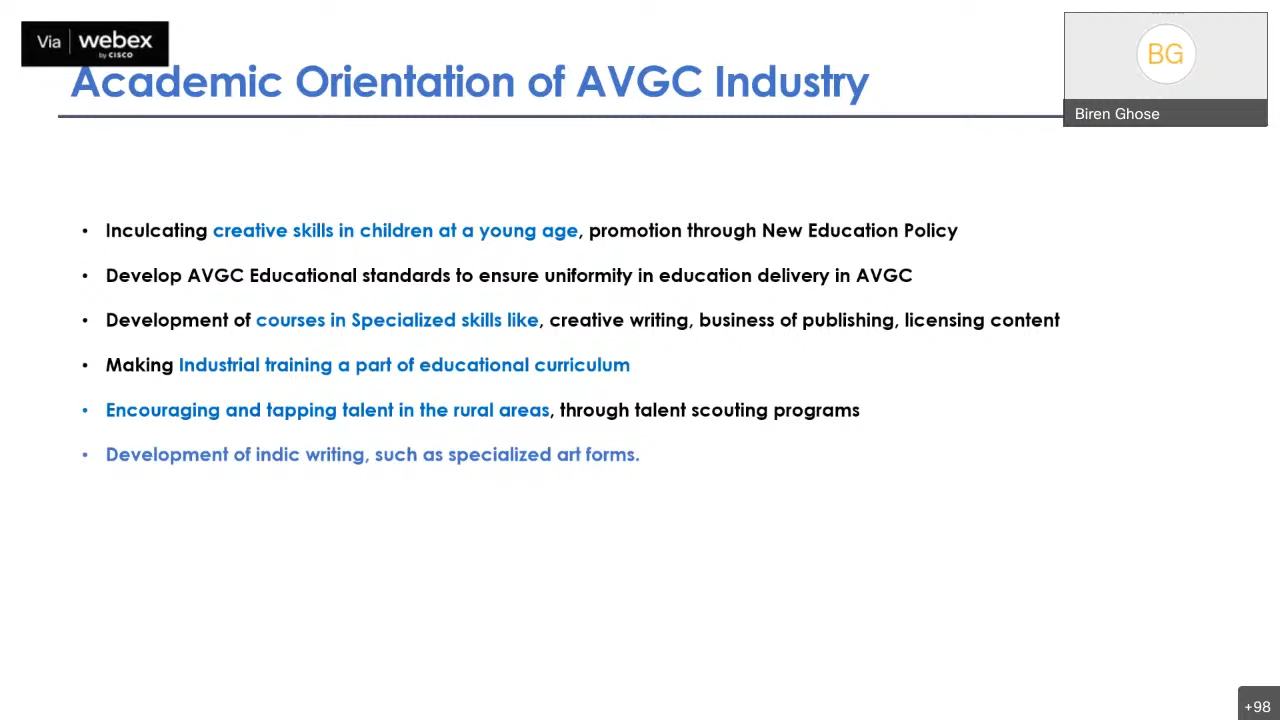 Via webex
by CISCO
BG
Biren Ghose
Academic Orientation of AVGC Industry
• Inculcating creative skills in children at a young age, promotion through New Education Policy
• Develop AVGC Educational standards to ensure uniformity in education delivery in AVGC
• Development of courses in Specialized skills like, creative writing, business of publishing, licensing content
• Making Industrial training a part of educational curriculum
• Encouraging and tapping talent in the rural areas, through talent scouting programs
• Development of indic writing, such as specialized art forms.
+98